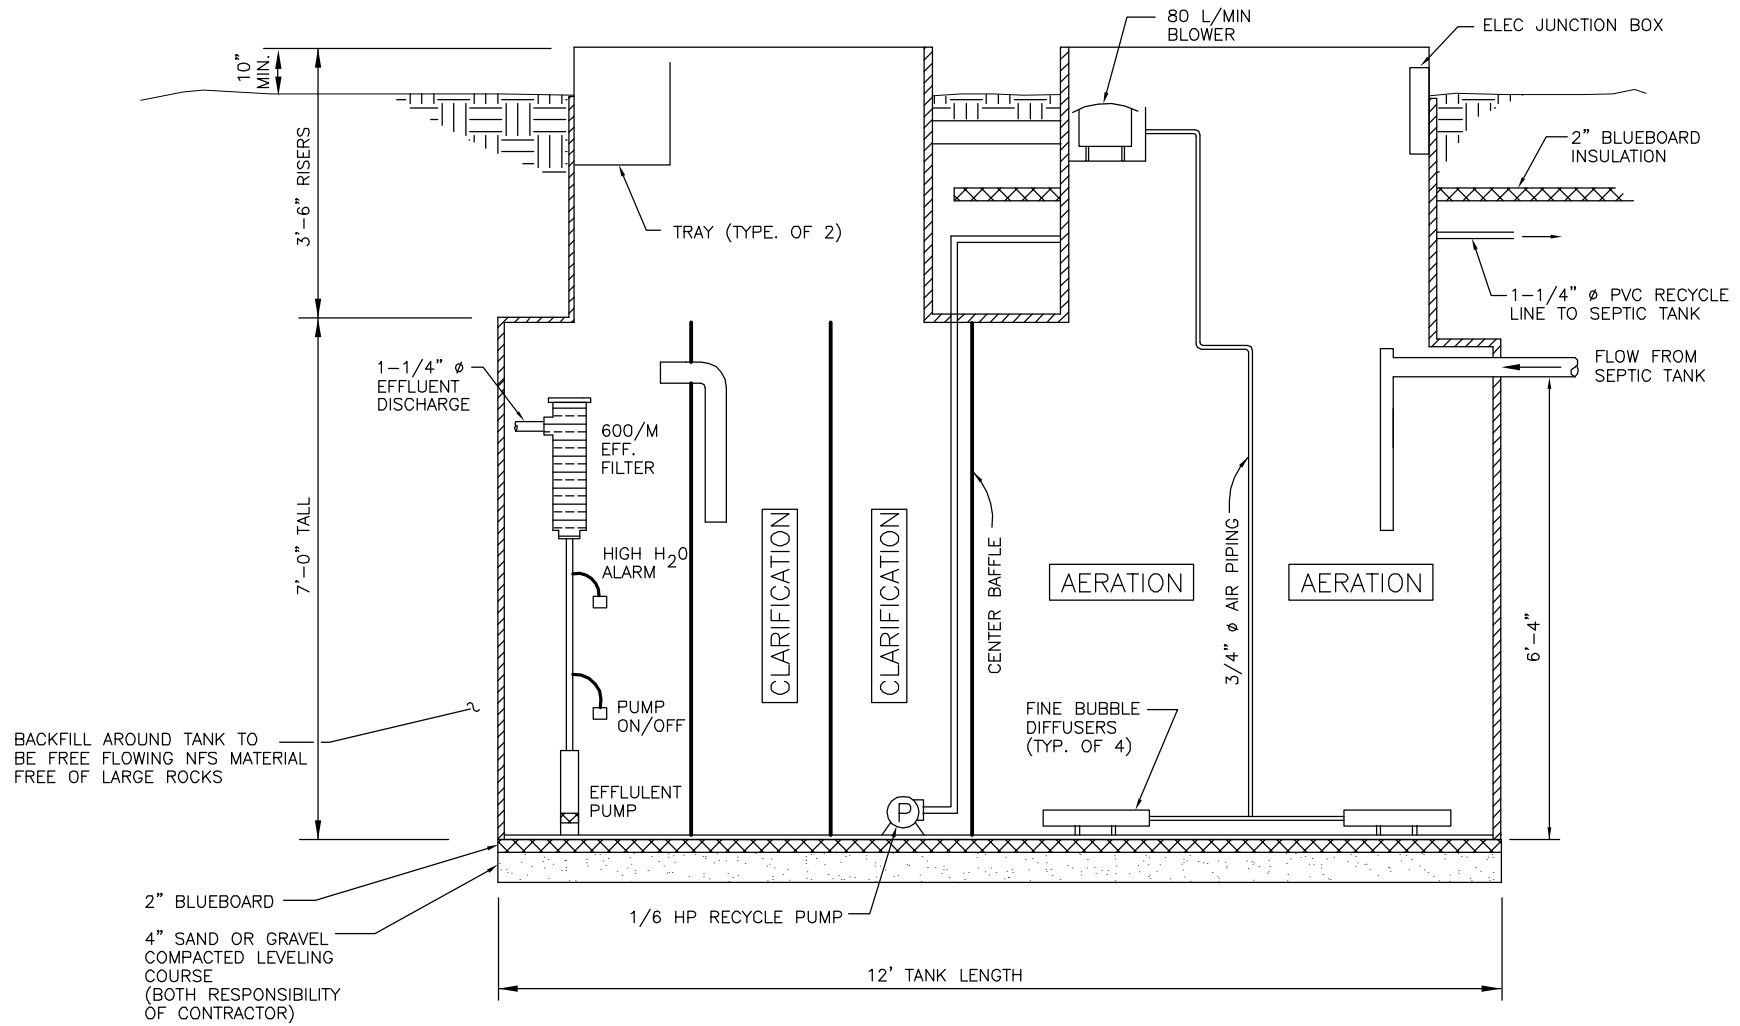 80 L/MIN
BLOWER
ELEC JUNCTION BOX
10"
MIN.
3'-6" RISERS
2" BLUEBOARD
INSULATION
TRAY (TYPE. OF 2)
1-1/4" ø PVC RECYCLE
LINE TO SEPTIC TANK
FLOW FROM
SEPTIC TANK
1-1/4" ø
EFFLUENT
DISCHARGE
600/M
EFF.
FILTER
7'-0" TALL
HIGH H2O
ALARM
CLARIFICATION
CLARIFICATION
CENTER BAFFLE
AERATION
3/4" ø AIR PIPING
AERATION
6'-4"
PUMP
ON/OFF
FINE BUBBLE
DIFFUSERS
(TYP. OF 4)
BACKFILL AROUND TANK TO
BE FREE FLOWING NFS MATERIAL
FREE OF LARGE ROCKS
EFFLULENT
PUMP
P
2" BLUEBOARD
1/6 HP RECYCLE PUMP
4" SAND OR GRAVEL
COMPACTED LEVELING
COURSE
(BOTH RESPONSIBILITY
OF CONTRACTOR)
12' TANK LENGTH